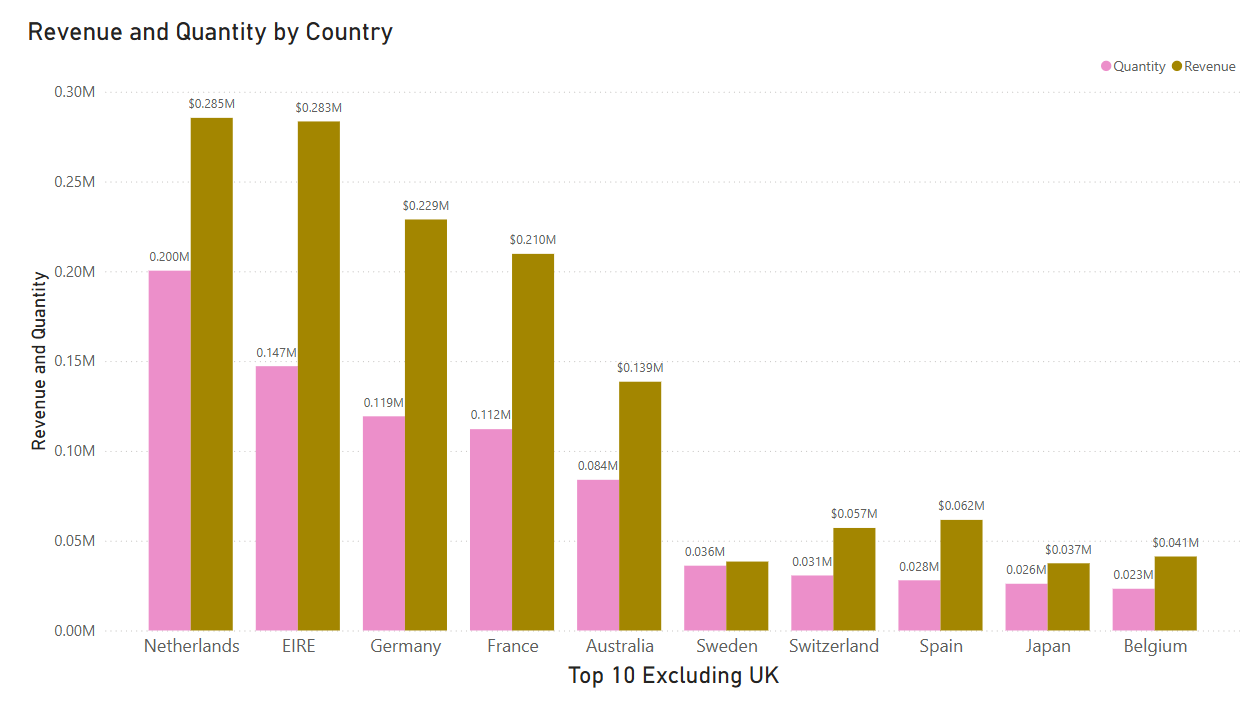 Revenue and Quantity by Country
Quantity Revenue
0.30M
0.25M
0.20M
0.15M
0.10M
0.05M
0.00M
Revenue and Quantity
0.200M $0.285M
0.147M $0.283M
0.119M $0.229M
0.112M $0.210M
0.084M $0.139M
0.036M
0.031M $0.057M
0.028M $0.062M
0.026M $0.037M
0.023M $0.041M
Netherlands EIRE Germany France Australia Sweden Switzerland Spain Japan Belgium
Top 10 Excluding UK